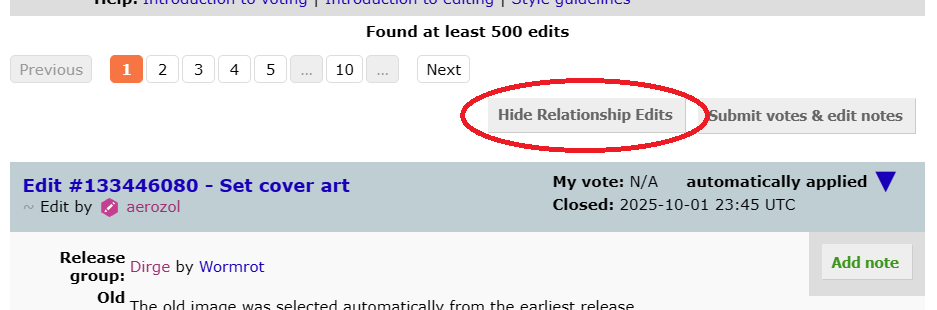 Help: Introduction to voting | Introduction to editing | Style guidelines
Found at least 500 edits
Previous 1 2 3 4 5 ... 10 ... Next
Hide Relationship Edits Submit votes & edit notes
Edit #133446080 - Set cover art My vote: N/A automatically applied
~ Edit by aerozol Closed: 2025-10-01 23:45 UTC
Release group: Dirge by Wormrot Add note
Old The old image was selected automatically from the earliest release